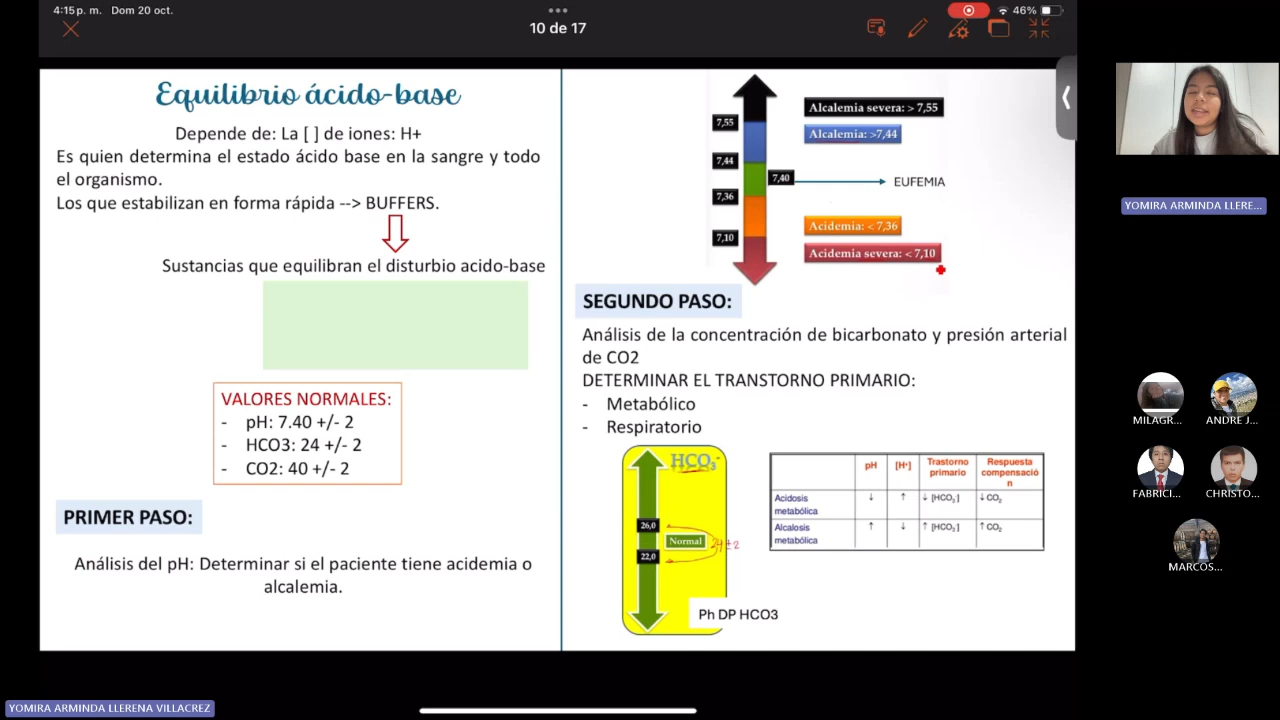 4:15 p. m. Dom 20 oct.
46%
10 de 17
Equilibrio ácido-base
Depende de: La [ ] de iones: H+
Es quien determina el estado ácido base en la sangre y todo
el organismo.
Los que estabilizan en forma rápida --> BUFFERS.
Sustancias que equilibran el disturbio acido-base
VALORES NORMALES:
- pH: 7.40 +/- 2
- HCO3: 24 +/- 2
- CO2: 40 +/- 2
PRIMER PASO:
Análisis del pH: Determinar si el paciente tiene acidemia o
alcalemia.
7,55
7,44
7,36
7,10
7,40
EUFEMIA
Alcalemia severa: > 7,55
Alcalemia: >7,44
Acidemia: < 7,36
Acidemia severa: < 7,10
SEGUNDO PASO:
Análisis de la concentración de bicarbonato y presión arterial
de CO2
DETERMINAR EL TRANSTORNO PRIMARIO:
- Metabólico
- Respiratorio
HCO3-
26,0
Normal
24±2
22,0
Ph DP HCO3
pH [H+] Trastorno primario Respuesta compensación
Acidosis metabólica ↓ ↑ ↓ [HCO3-] ↓ CO2
Alcalosis metabólica ↑ ↓ ↑ [HCO3-] ↑ CO2
YOMIRA ARMINDA LLERE...
MILAGR...
ANDRE J...
FABRICI...
CHRISTO...
MARCOS...
YOMIRA ARMINDA LLERENA VILLACREZ